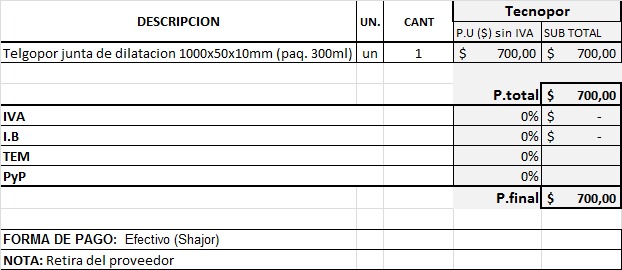 DESCRIPCION UN. CANT Tecnopor
P.U ($) sin IVA SUB TOTAL
Telgopor junta de dilatacion 1000x50x10mm (paq. 300ml) un 1 $ 700,00 $ 700,00
P.total $ 700,00
IVA 0% $ -
I.B 0% $ -
TEM 0%
PyP 0%
P.final $ 700,00
FORMA DE PAGO: Efectivo (Shajor)
NOTA: Retira del proveedor